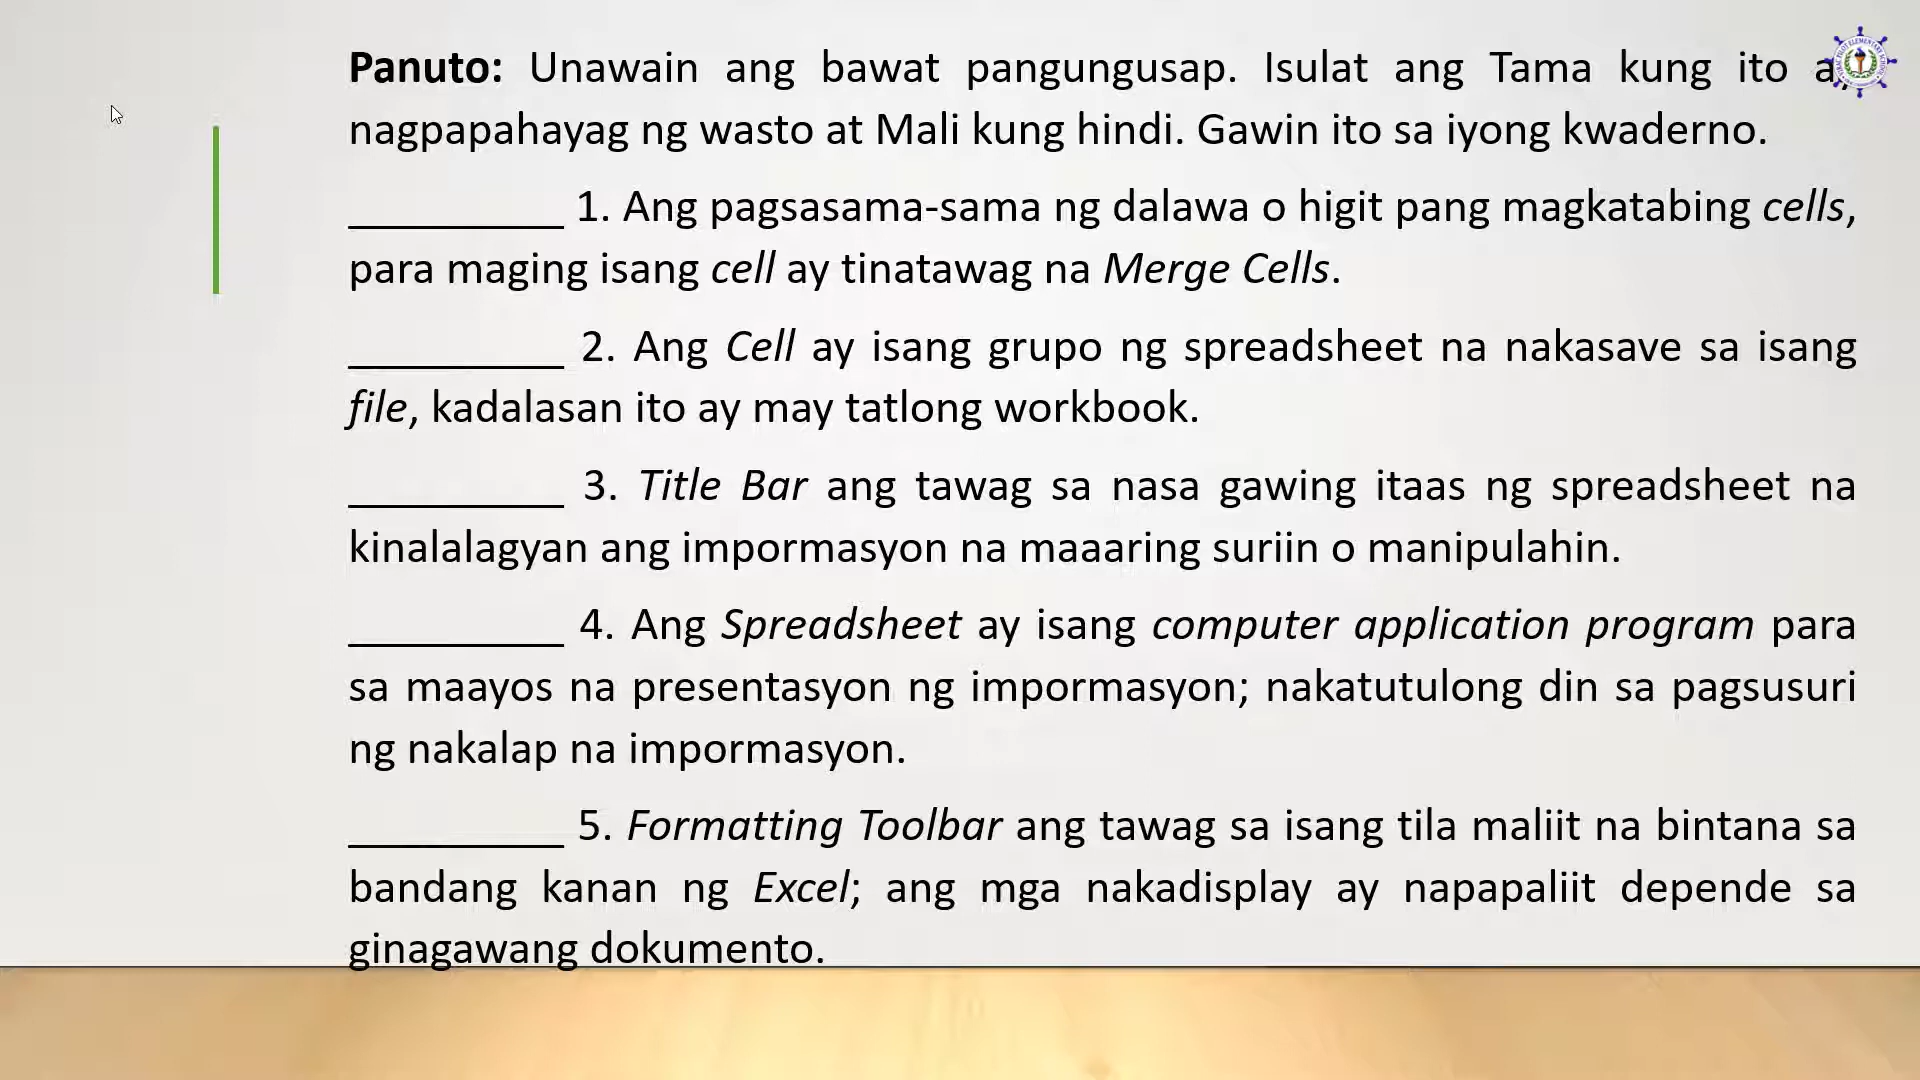 Panuto: Unawain ang bawat pangungusap. Isulat ang Tama kung ito
nagpapahayag ng wasto at Mali kung hindi. Gawin ito sa iyong kwaderno.
__________ 1. Ang pagsasama-sama ng dalawa o higit pang magkatabing cells,
para maging isang cell ay tinatawag na Merge Cells.
__________ 2. Ang Cell ay isang grupo ng spreadsheet na nakasave sa isang
file, kadalasan ito ay may tatlong workbook.
__________ 3. Title Bar ang tawag sa nasa gawing itaas ng spreadsheet na
kinalalagyan ang impormasyon na maaaring suriin o manipulahin.
__________ 4. Ang Spreadsheet ay isang computer application program para
sa maayos na presentasyon ng impormasyon; nakatutulong din sa pagsusuri
ng nakalap na impormasyon.
__________ 5. Formatting Toolbar ang tawag sa isang tila maliit na bintana sa
bandang kanan ng Excel; ang mga nakadisplay ay napapaliit depende sa
ginagawang dokumento.